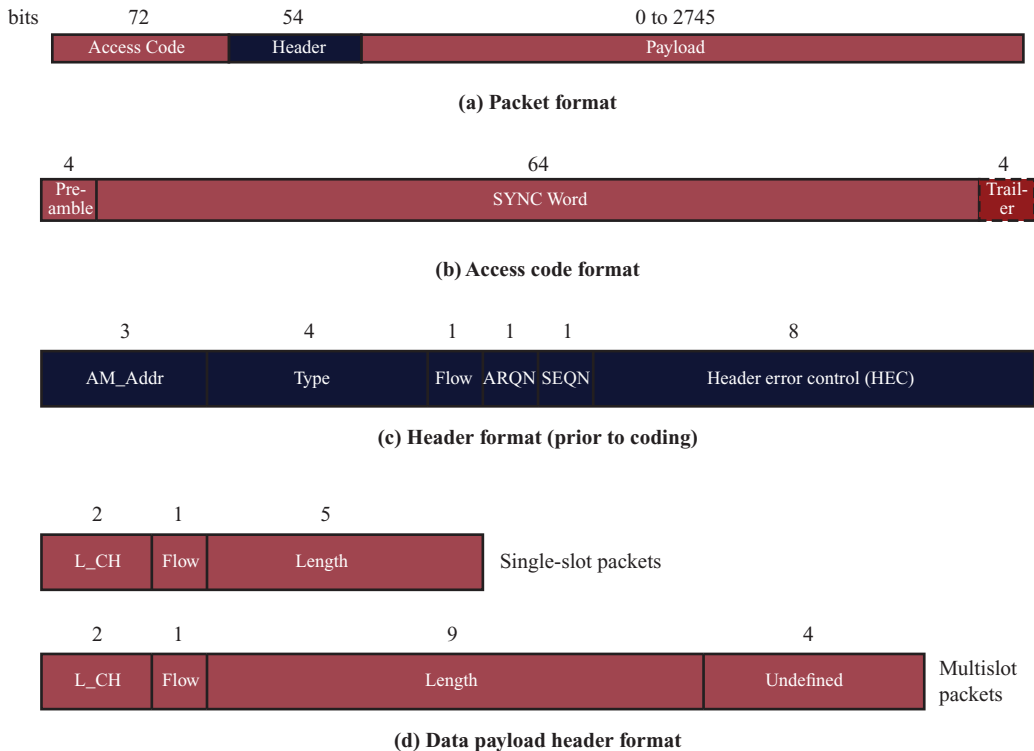 bits 72 54 0 to 2745
Access Code Header Payload
(a) Packet format
4 64 4
Pre-
amble
SYNC Word
Trail-
er
(b) Access code format
3 4 1 1 1 8
AM_Addr Type Flow ARQN SEQN Header error control (HEC)
(c) Header format (prior to coding)
2 1 5
L_CH Flow Length Single-slot packets
2 1 9 4
L_CH Flow Length Undefined
Multislot
packets
(d) Data payload header format